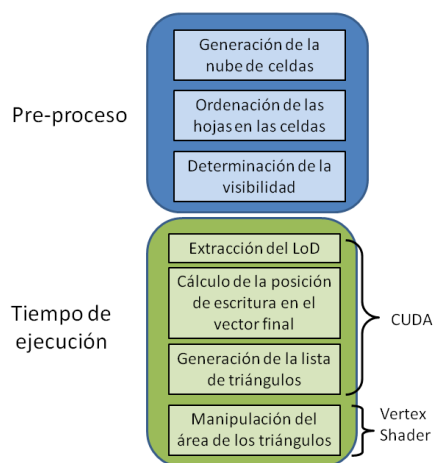 Pre-proceso
Generación de la
nube de celdas
Ordenación de las
hojas en las celdas
Determinación de la
visibilidad
Tiempo de
ejecución
Extracción del LoD
Cálculo de la posición
de escritura en el
vector final
Generación de la lista
de triángulos
CUDA
Manipulación del
área de los triángulos
Vertex
Shader